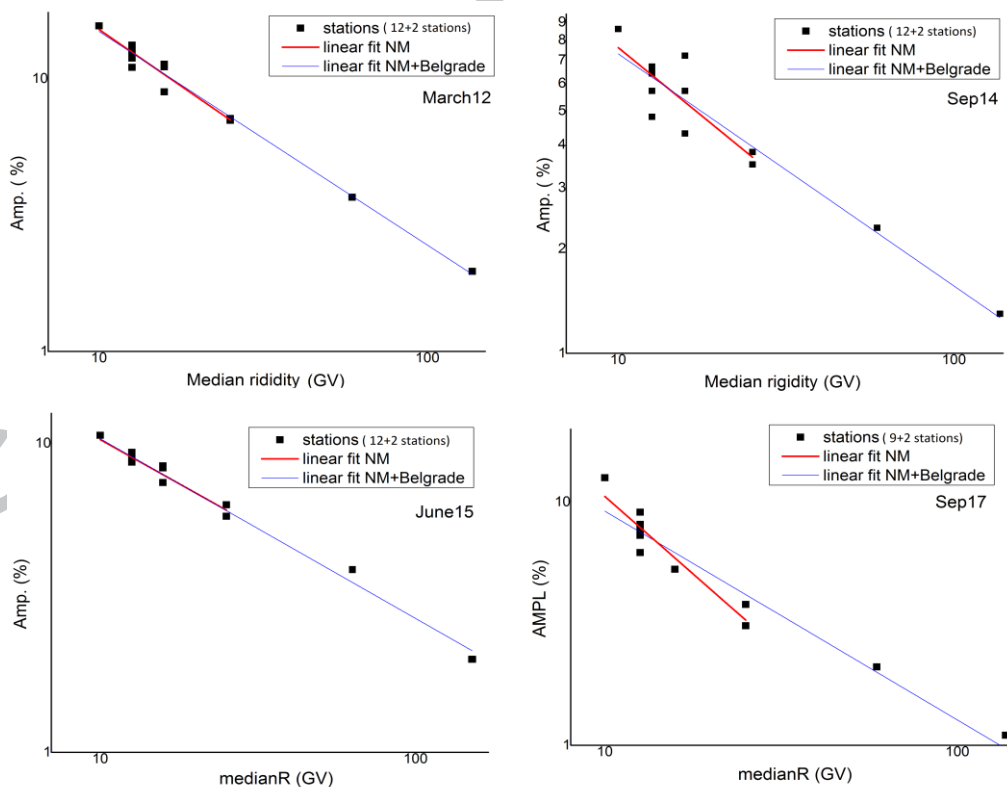 stations ( 12+2 stations)
linear fit NM
linear fit NM+Belgrade
March12
Amp. ( %)
10
1
10
100
Median rididity (GV)
stations ( 12+2 stations)
linear fit NM
linear fit NM+Belgrade
Sep14
Amp. ( %)
9
8
7
6
5
4
3
2
1
10
100
Median rigidity (GV)
stations ( 12+2 stations)
linear fit NM
linear fit NM+Belgrade
June15
Amp. (%)
10
1
10
100
medianR (GV)
stations ( 9+2 stations)
linear fit NM
linear fit NM+Belgrade
Sep17
AMPL (%)
10
1
10
100
medianR (GV)